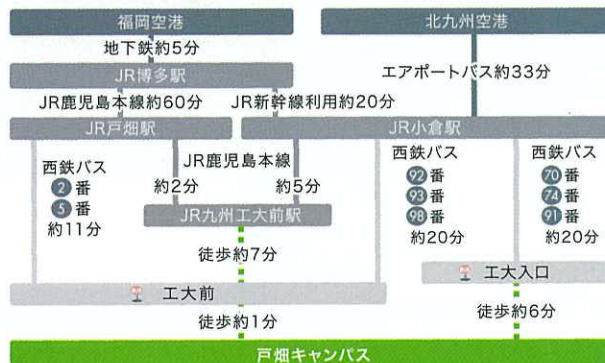 福岡空港
北九州空港
地下鉄約5分
JR博多駅
エアポートバス約33分
JR鹿児島本線約60分
JR新幹線利用約20分
JR戸畑駅
JR小倉駅
西鉄バス
2番
5番
約11分
JR鹿児島本線
約2分
約5分
西鉄バス
92番
93番
98番
約20分
西鉄バス
70番
74番
91番
約20分
JR九州工大前駅
徒歩約7分
工大入口
工大前
徒歩約1分
徒歩約6分
戸畑キャンパス